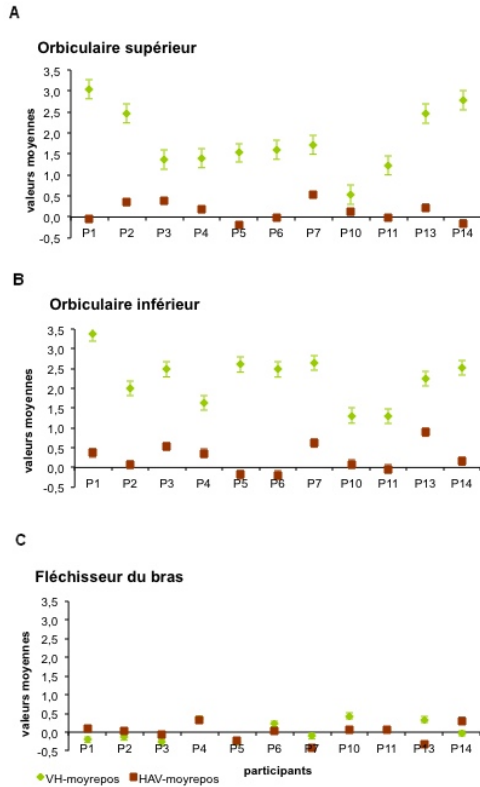 A
Orbiculaire supérieur
valeurs moyennes
3,5
3,0
2,5
2,0
1,5
1,0
0,5
0,0
-0,5
P1 P2 P3 P4 P5 P6 P7 P10 P11 P13 P14
B
Orbiculaire inférieur
valeurs moyennes
3,5
3,0
2,5
2,0
1,5
1,0
0,5
0,0
-0,5
P1 P2 P3 P4 P5 P6 P7 P10 P11 P13 P14
C
Fléchisseur du bras
valeurs moyennes
3,5
3,0
2,5
2,0
1,5
1,0
0,5
0,0
-0,5
P1 P2 P3 P4 P5 P6 P7 P10 P11 P13 P14
participants
VH-moyrepos HAV-moyrepos